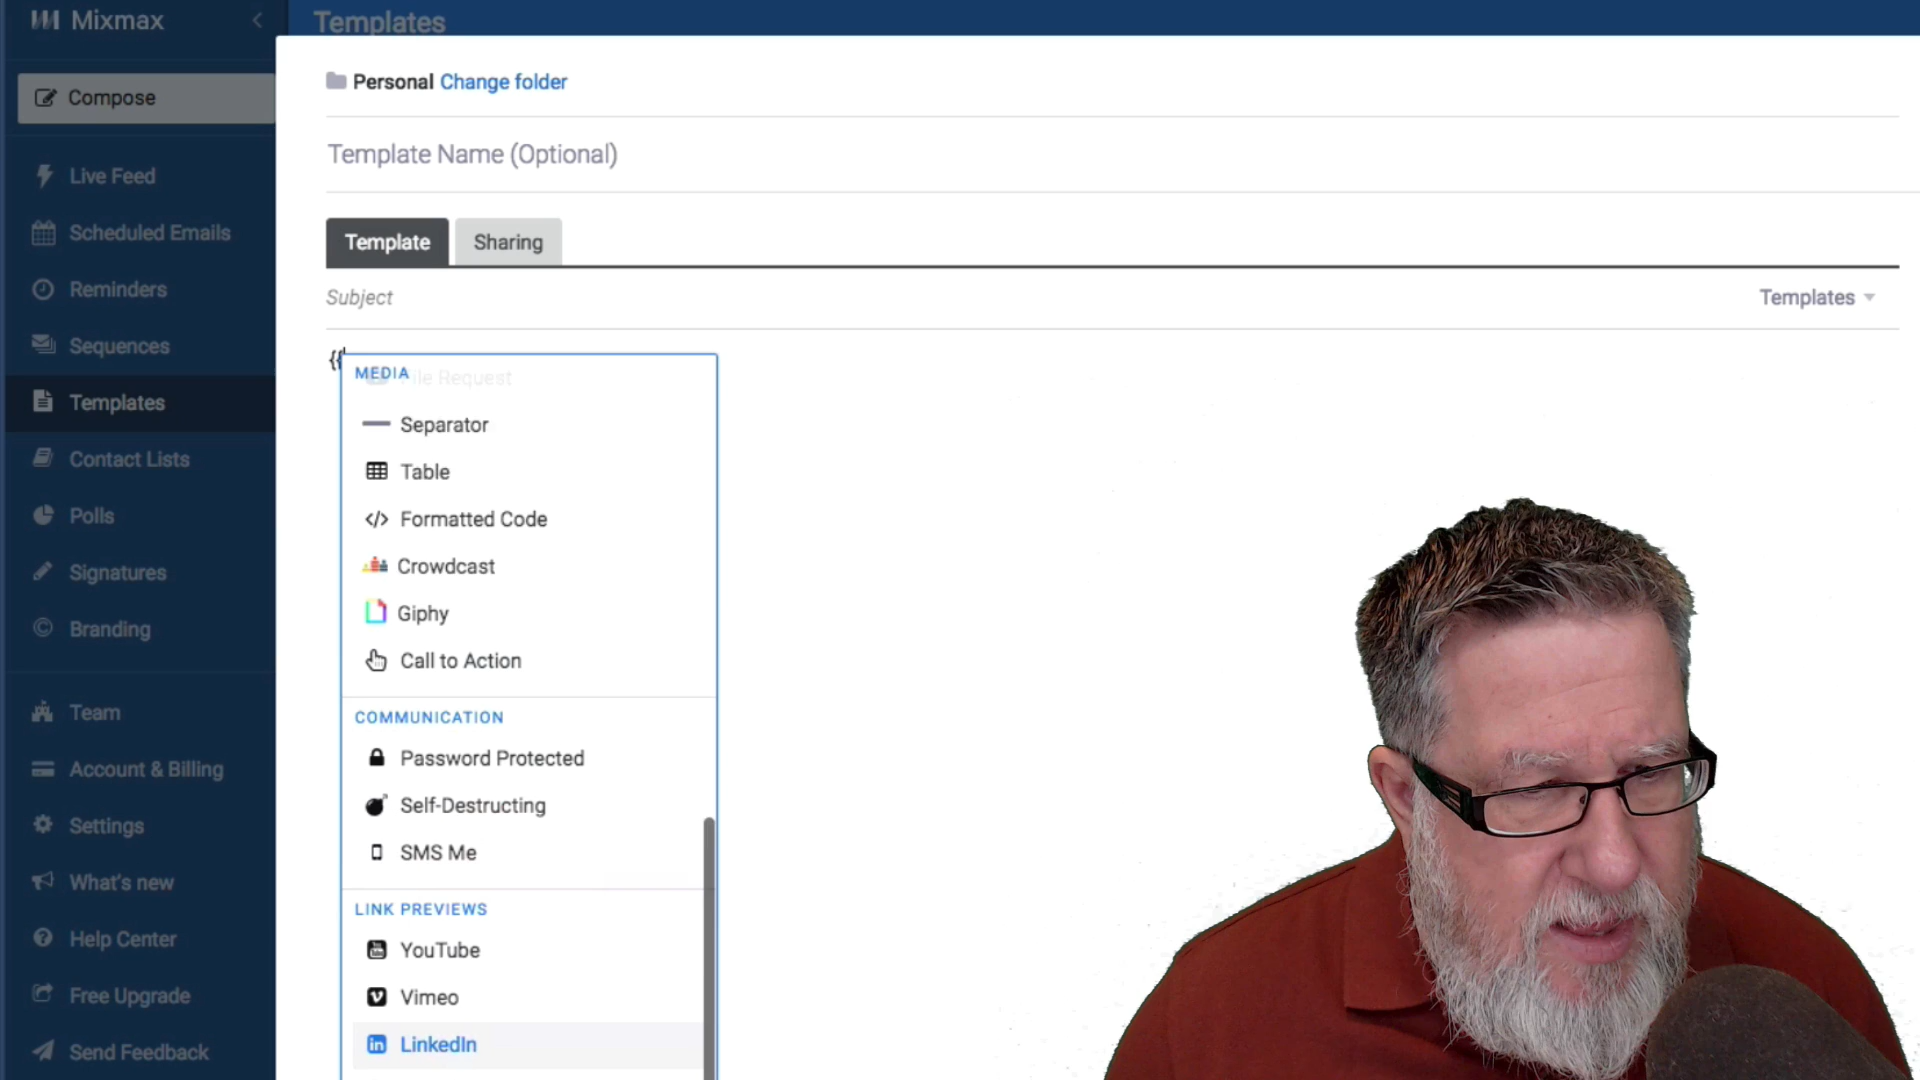 Mixmax
Templates
Compose
Personal Change folder
Template Name (Optional)
Live Feed
Scheduled Emails
Reminders
Sequences
Templates
Contact Lists
Polls
Signatures
Branding
Team
Account & Billing
Settings
What's new
Help Center
Free Upgrade
Send Feedback
Template
Sharing
Subject
Templates
{{
MEDIA
File Request
Separator
Table
Formatted Code
Crowdcast
Giphy
Call to Action
COMMUNICATION
Password Protected
Self-Destructing
SMS Me
LINK PREVIEWS
YouTube
Vimeo
LinkedIn